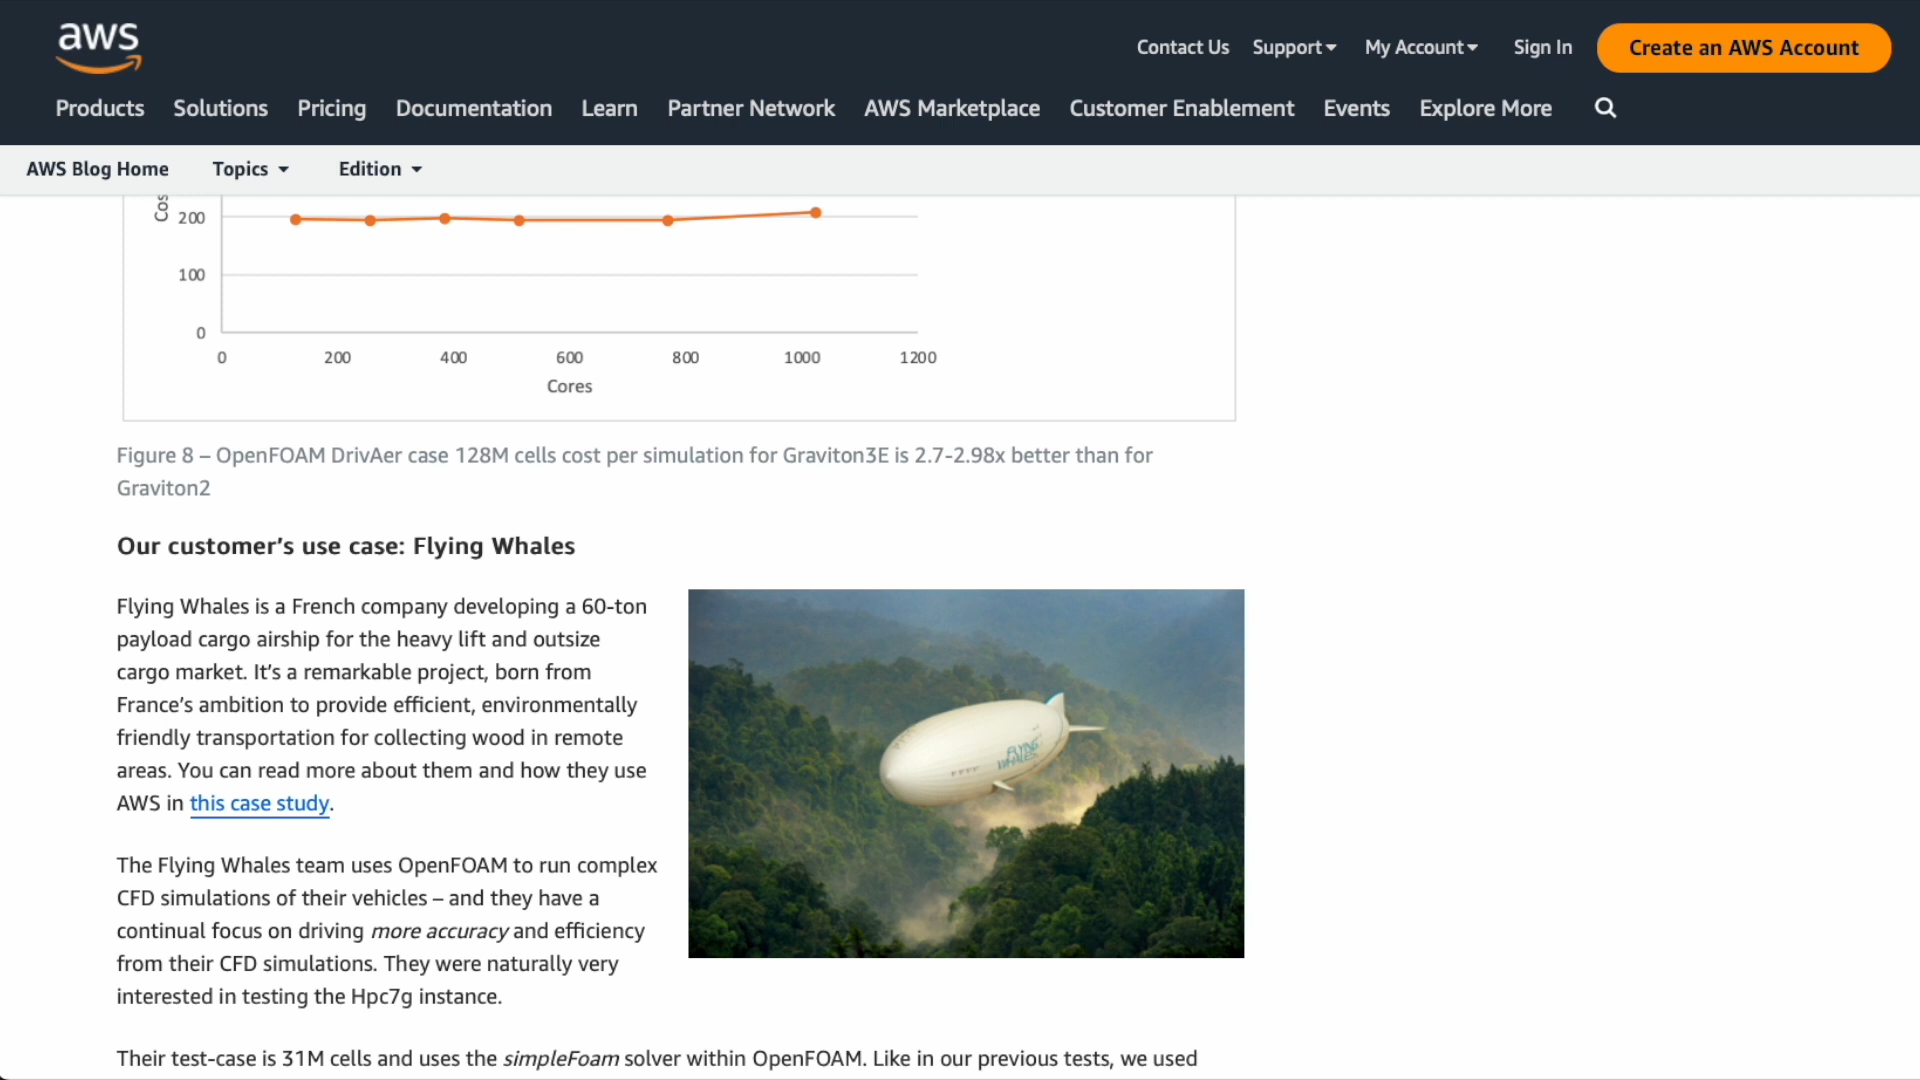 aws
Contact Us Support My Account Sign In Create an AWS Account
Products Solutions Pricing Documentation Learn Partner Network AWS Marketplace Customer Enablement Events Explore More
AWS Blog Home Topics Edition
200
100
0
0 200 400 600 800 1000 1200
Cores
Figure 8 – OpenFOAM DrivAer case 128M cells cost per simulation for Graviton3E is 2.7-2.98x better than for
Graviton2
Our customer’s use case: Flying Whales
Flying Whales is a French company developing a 60-ton
payload cargo airship for the heavy lift and outsize
cargo market. It’s a remarkable project, born from
France’s ambition to provide efficient, environmentally
friendly transportation for collecting wood in remote
areas. You can read more about them and how they use
AWS in this case study.
FLYING
WHALES
The Flying Whales team uses OpenFOAM to run complex
CFD simulations of their vehicles – and they have a
continual focus on driving more accuracy and efficiency
from their CFD simulations. They were naturally very
interested in testing the Hpc7g instance.
Their test-case is 31M cells and uses the simpleFoam solver within OpenFOAM. Like in our previous tests, we used